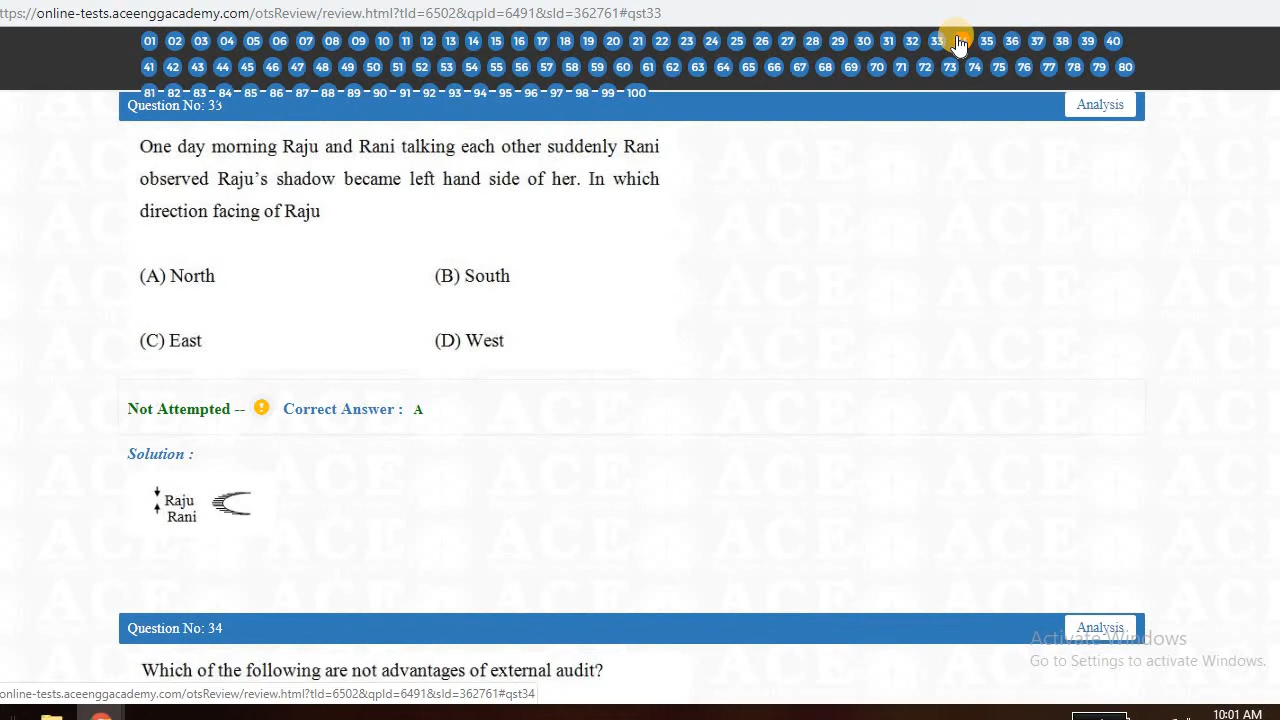 ttps://online-tests.aceenggacademy.com/otsReview/review.html?tId=6502&qpId=6491&sId=362761#qst33
01 02 03 04 05 06 07 08 09 10 11 12 13 14 15 16 17 18 19 20 21 22 23 24 25 26 27 28 29 30 31 32 33 35 36 37 38 39 40
41 42 43 44 45 46 47 48 49 50 51 52 53 54 55 56 57 58 59 60 61 62 63 64 65 66 67 68 69 70 71 72 73 74 75 76 77 78 79 80
81 82 83 84 85 86 87 88 89 90 91 92 93 94 95 96 97 98 99 100
Question No: 33
Analysis
One day morning Raju and Rani talking each other suddenly Rani
observed Raju's shadow became left hand side of her. In which
direction facing of Raju
(A) North (B) South
(C) East (D) West
Not Attempted -- Correct Answer : A
Solution :
Raju
Rani
Question No: 34
Analysis
Which of the following are not advantages of external audit?
Activate Windows
Go to Settings to activate Windows.
online-tests.aceenggacademy.com/otsReview/review.html?tId=6502&qpId=6491&sId=362761#qst34
10:01 AM
ACE